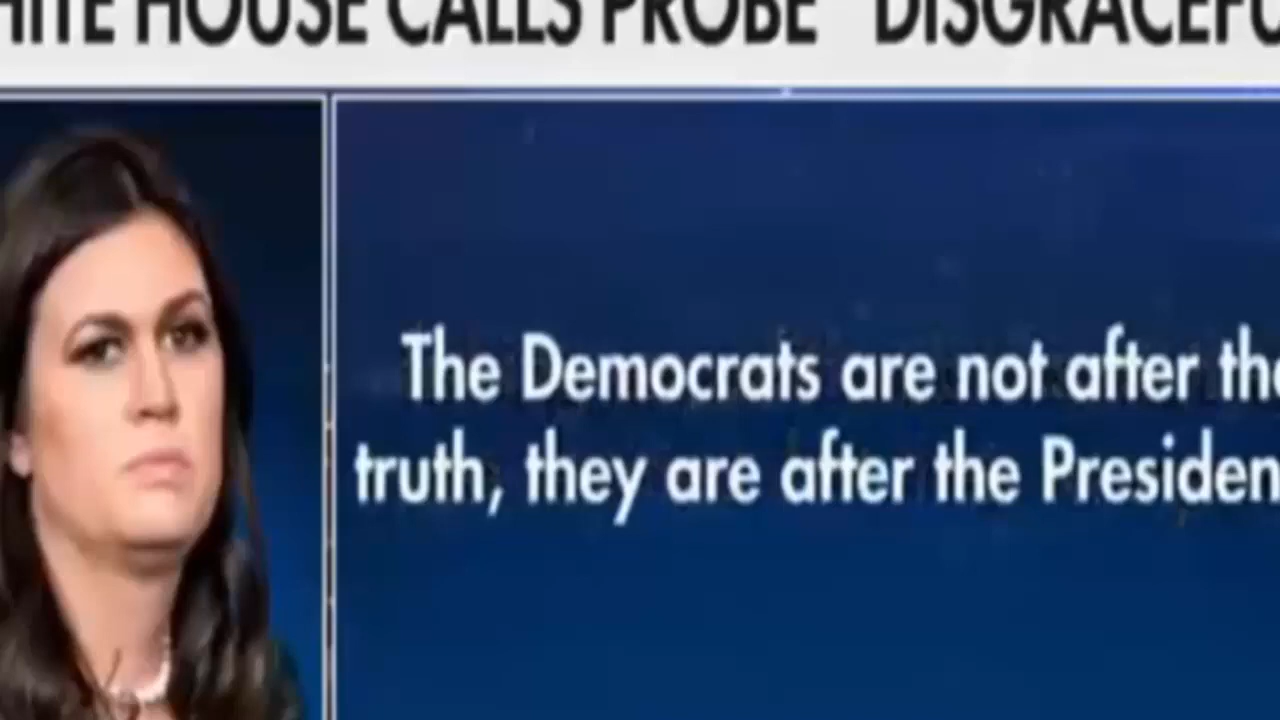 HITE HOUSE CALLS PROBE "DISGRACEFU
The Democrats are not after the
truth, they are after the Presiden